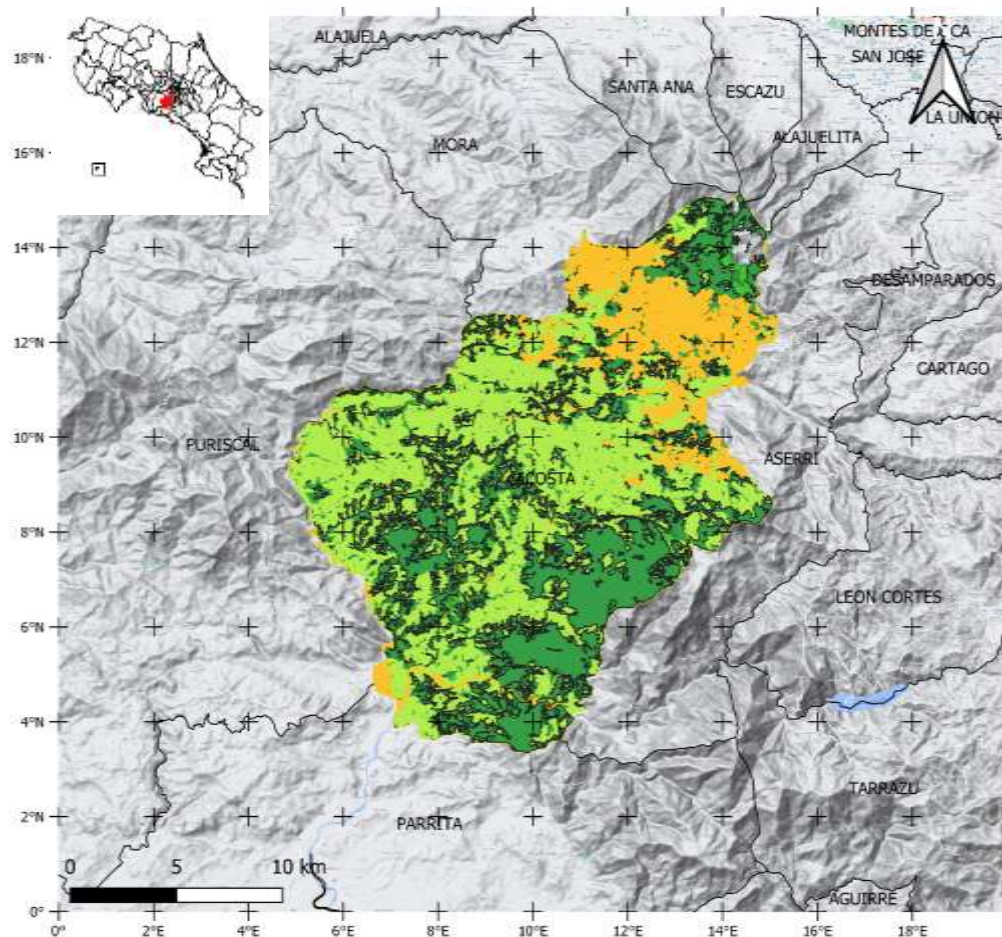 18°N
16°N
14°N
12°N
10°N
8°N
6°N
4°N
2°N
0°
ALAJUELA
MONTES DE CA
SAN JOSE
SANTA ANA
ESCAZU
LA UNION
ALAJUELITA
MORA
DESAMPARADOS
CARTAGO
PURISCAL
ASERRI
ACOSTA
LEON CORTES
TARRAZU
PARRITA
AGUIRRE
0 5 10 km
0°E 2°E 4°E 6°E 8°E 10°E 12°E 14°E 16°E 18°E